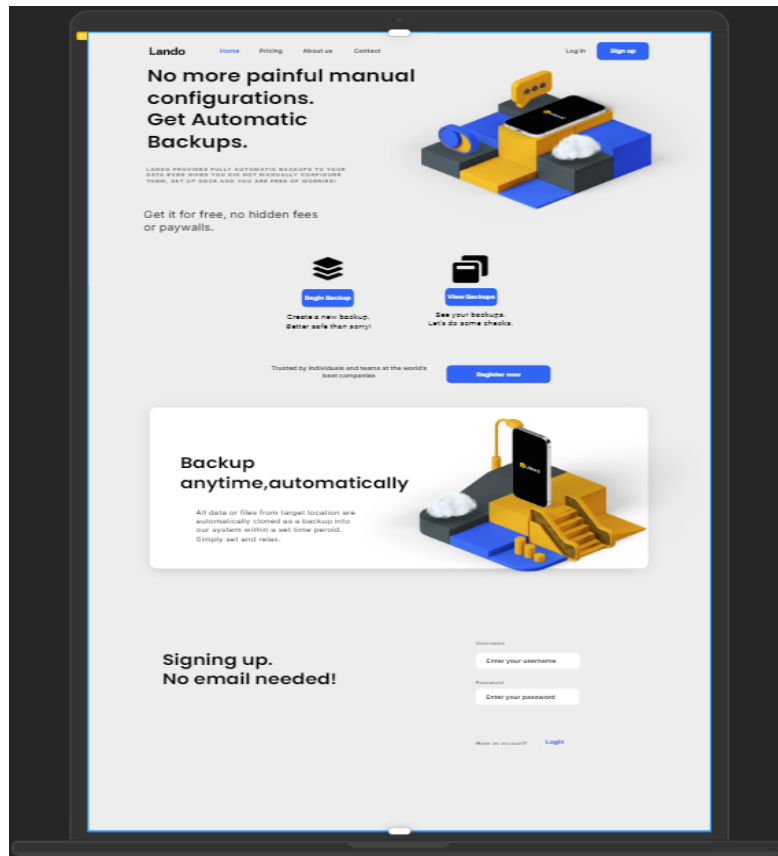 Lando
Home
Pricing
About us
Contact
Log in
Sign up
No more painful manual
configurations.
Get Automatic
Backups.
LANDO PROVIDES FULLY AUTOMATIC BACKUPS TO YOUR
DATA EVEN WHEN YOU DID NOT MANUALLY CONFIGURE
THEM, SET UP ONCE AND YOU ARE FREE OF WORRIES!
Get it for free, no hidden fees
or paywalls.
Begin Backup
View Backups
Create a new backup.
Better safe than sorry!
See your backups.
Let's do some checks.
Trusted by Individuals and teams at the world's
best companies
Register now
Backup
anytime,automatically
All data or files from target location are
automatically cloned as a backup into
our system within a set time peroid.
Simply set and relax.
Signing up.
No email needed!
Username
Enter your username
Password
Enter your password
Have an account?
Login